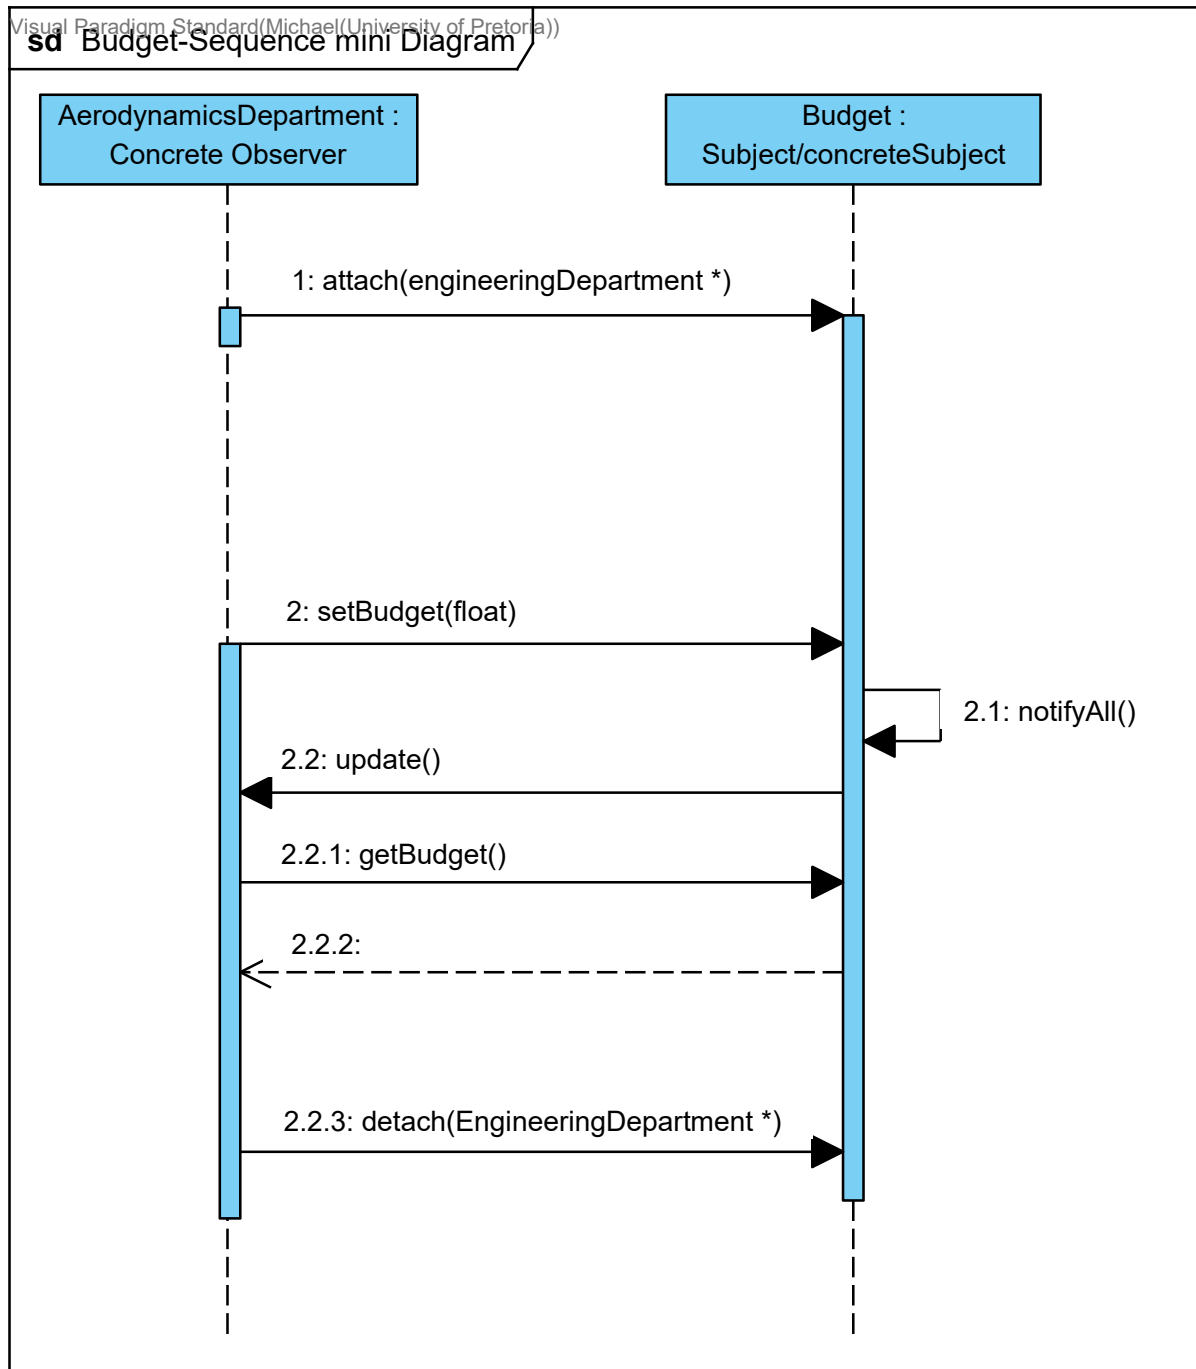 Visual Paradigm Standard(Michael(University of Pretoria))
sd Budget-Sequence mini Diagram
AerodynamicsDepartment :
Concrete Observer
Budget :
Subject/concreteSubject
1: attach(engineeringDepartment *)
2: setBudget(float)
2.1: notifyAll()
2.2: update()
2.2.1: getBudget()
2.2.2:
2.2.3: detach(EngineeringDepartment *)